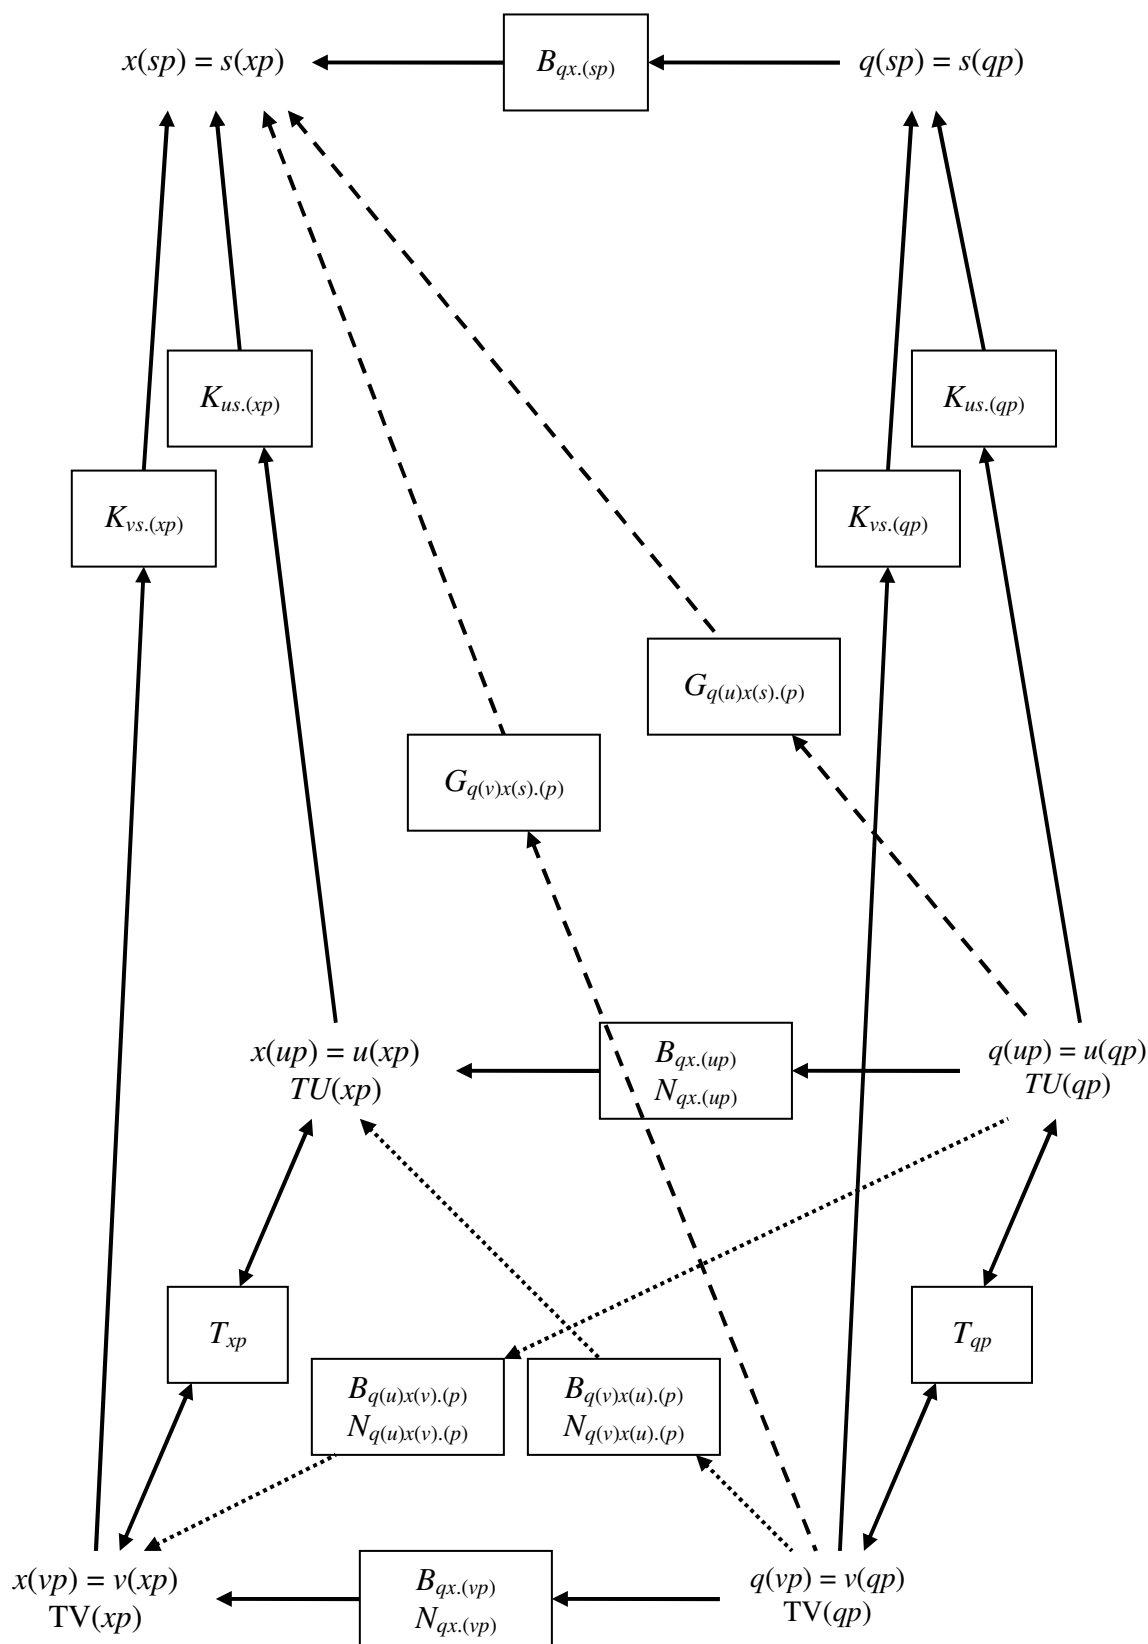 x(sp) = s(xp)
B_{qx.(sp)}
q(sp) = s(qp)
K_{us.(xp)}
K_{us.(qp)}
K_{vs.(xp)}
K_{vs.(qp)}
G_{q(u)x(s).(p)}
G_{q(v)x(s).(p)}
x(up) = u(xp)
TU(xp)
B_{qx.(up)}
N_{qx.(up)}
q(up) = u(qp)
TU(qp)
T_{xp}
T_{qp}
B_{q(u)x(v).(p)}
N_{q(u)x(v).(p)}
B_{q(v)x(u).(p)}
N_{q(v)x(u).(p)}
x(vp) = v(xp)
TV(xp)
B_{qx.(vp)}
N_{qx.(vp)}
q(vp) = v(qp)
TV(qp)